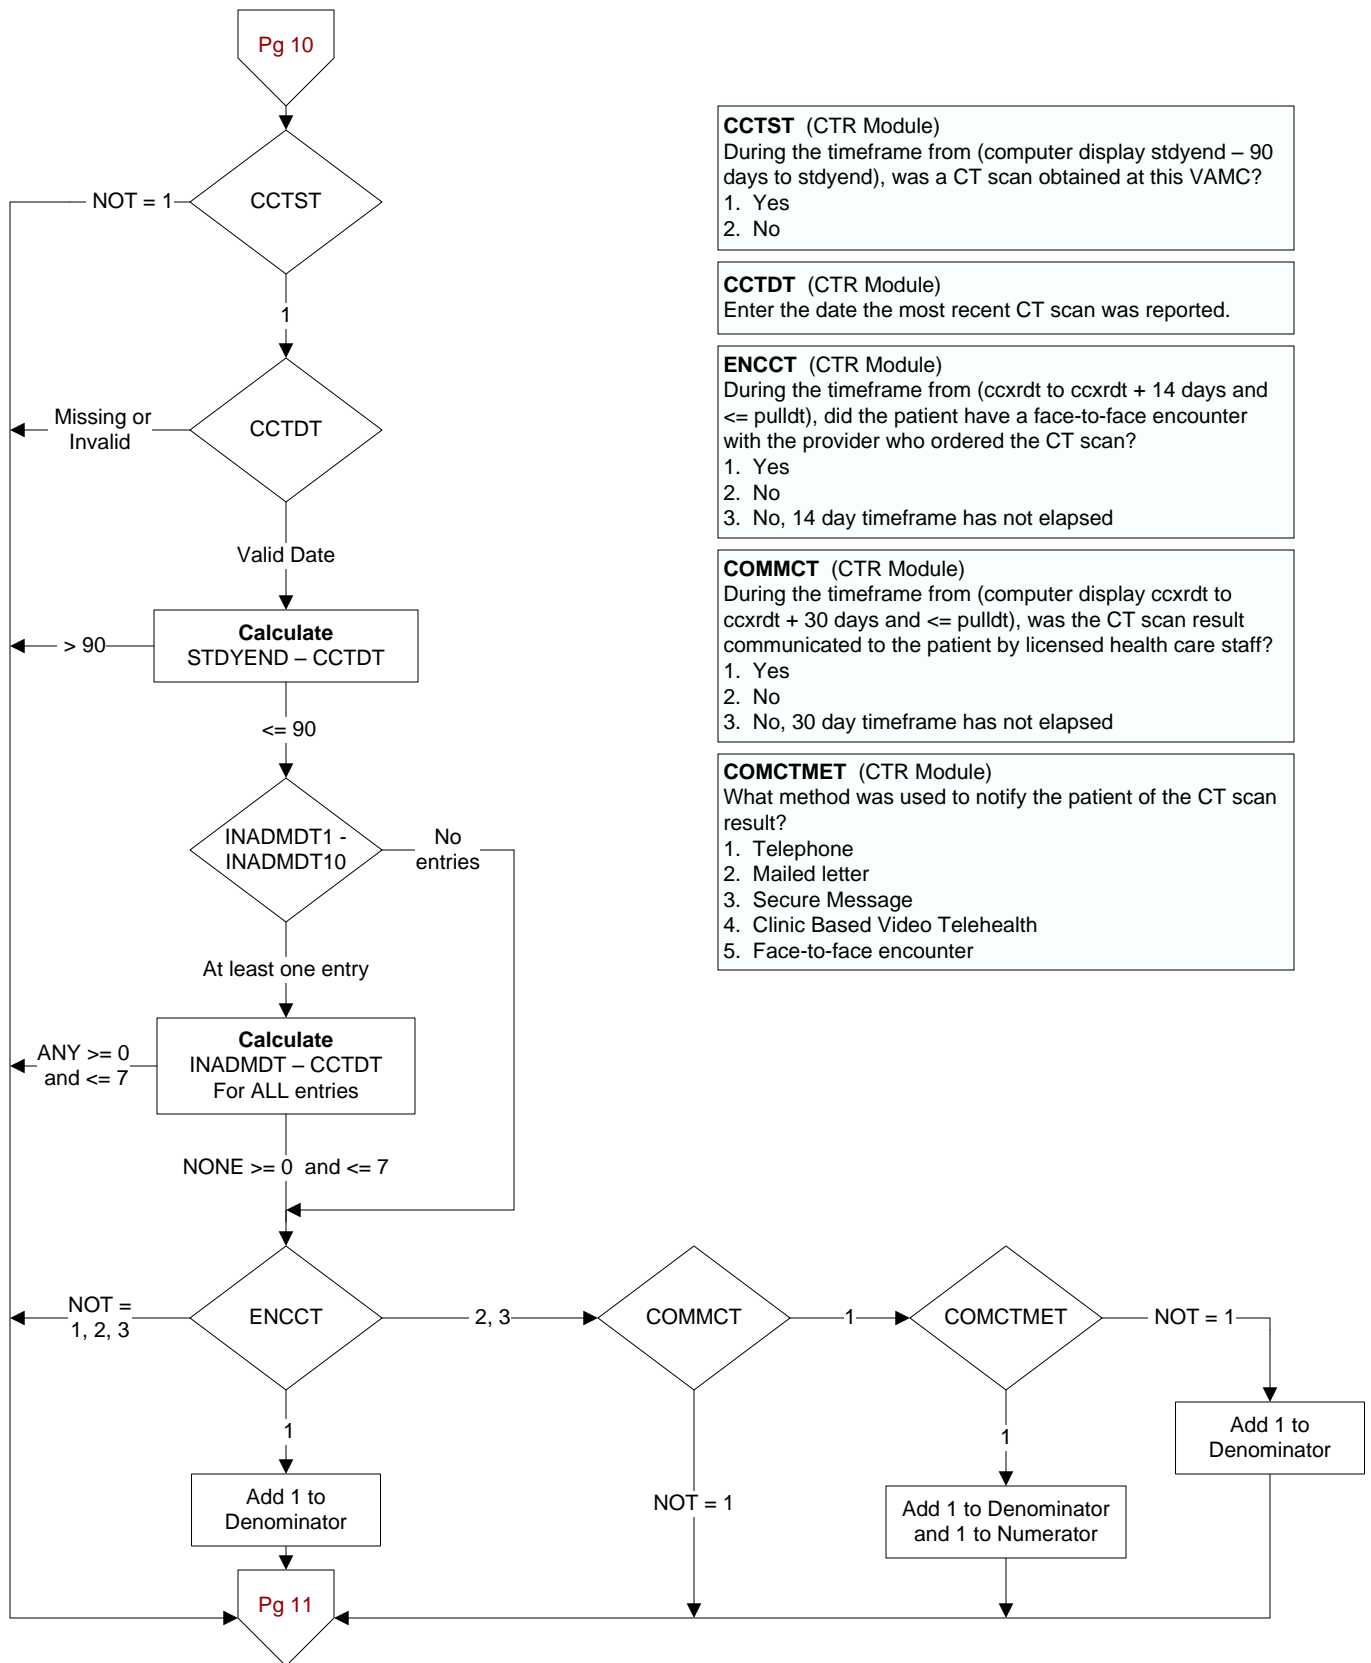 Pg 10
CCTST
NOT = 1
1
CCTDT
Missing or
Invalid
Valid Date
Calculate
STDYEND – CCTDT
> 90
<= 90
INADMDT1 -
INADMDT10
No
entries
At least one entry
Calculate
INADMDT – CCTDT
For ALL entries
ANY >= 0
and <= 7
NONE >= 0 and <= 7
ENCCT
NOT =
1, 2, 3
2, 3
COMMCT
1
COMCTMET
NOT = 1
1
Add 1 to
Denominator
NOT = 1
1
Add 1 to Denominator
and 1 to Numerator
Add 1 to
Denominator
Pg 11
CCTST (CTR Module)
During the timeframe from (computer display stdyend – 90
days to stdyend), was a CT scan obtained at this VAMC?
1. Yes
2. No
CCTDT (CTR Module)
Enter the date the most recent CT scan was reported.
ENCCT (CTR Module)
During the timeframe from (ccxrdt to ccxrdt + 14 days and
<= pulldt), did the patient have a face-to-face encounter
with the provider who ordered the CT scan?
1. Yes
2. No
3. No, 14 day timeframe has not elapsed
COMMCT (CTR Module)
During the timeframe from (computer display ccxrdt to
ccxrdt + 30 days and <= pulldt), was the CT scan result
communicated to the patient by licensed health care staff?
1. Yes
2. No
3. No, 30 day timeframe has not elapsed
COMCTMET (CTR Module)
What method was used to notify the patient of the CT scan
result?
1. Telephone
2. Mailed letter
3. Secure Message
4. Clinic Based Video Telehealth
5. Face-to-face encounter